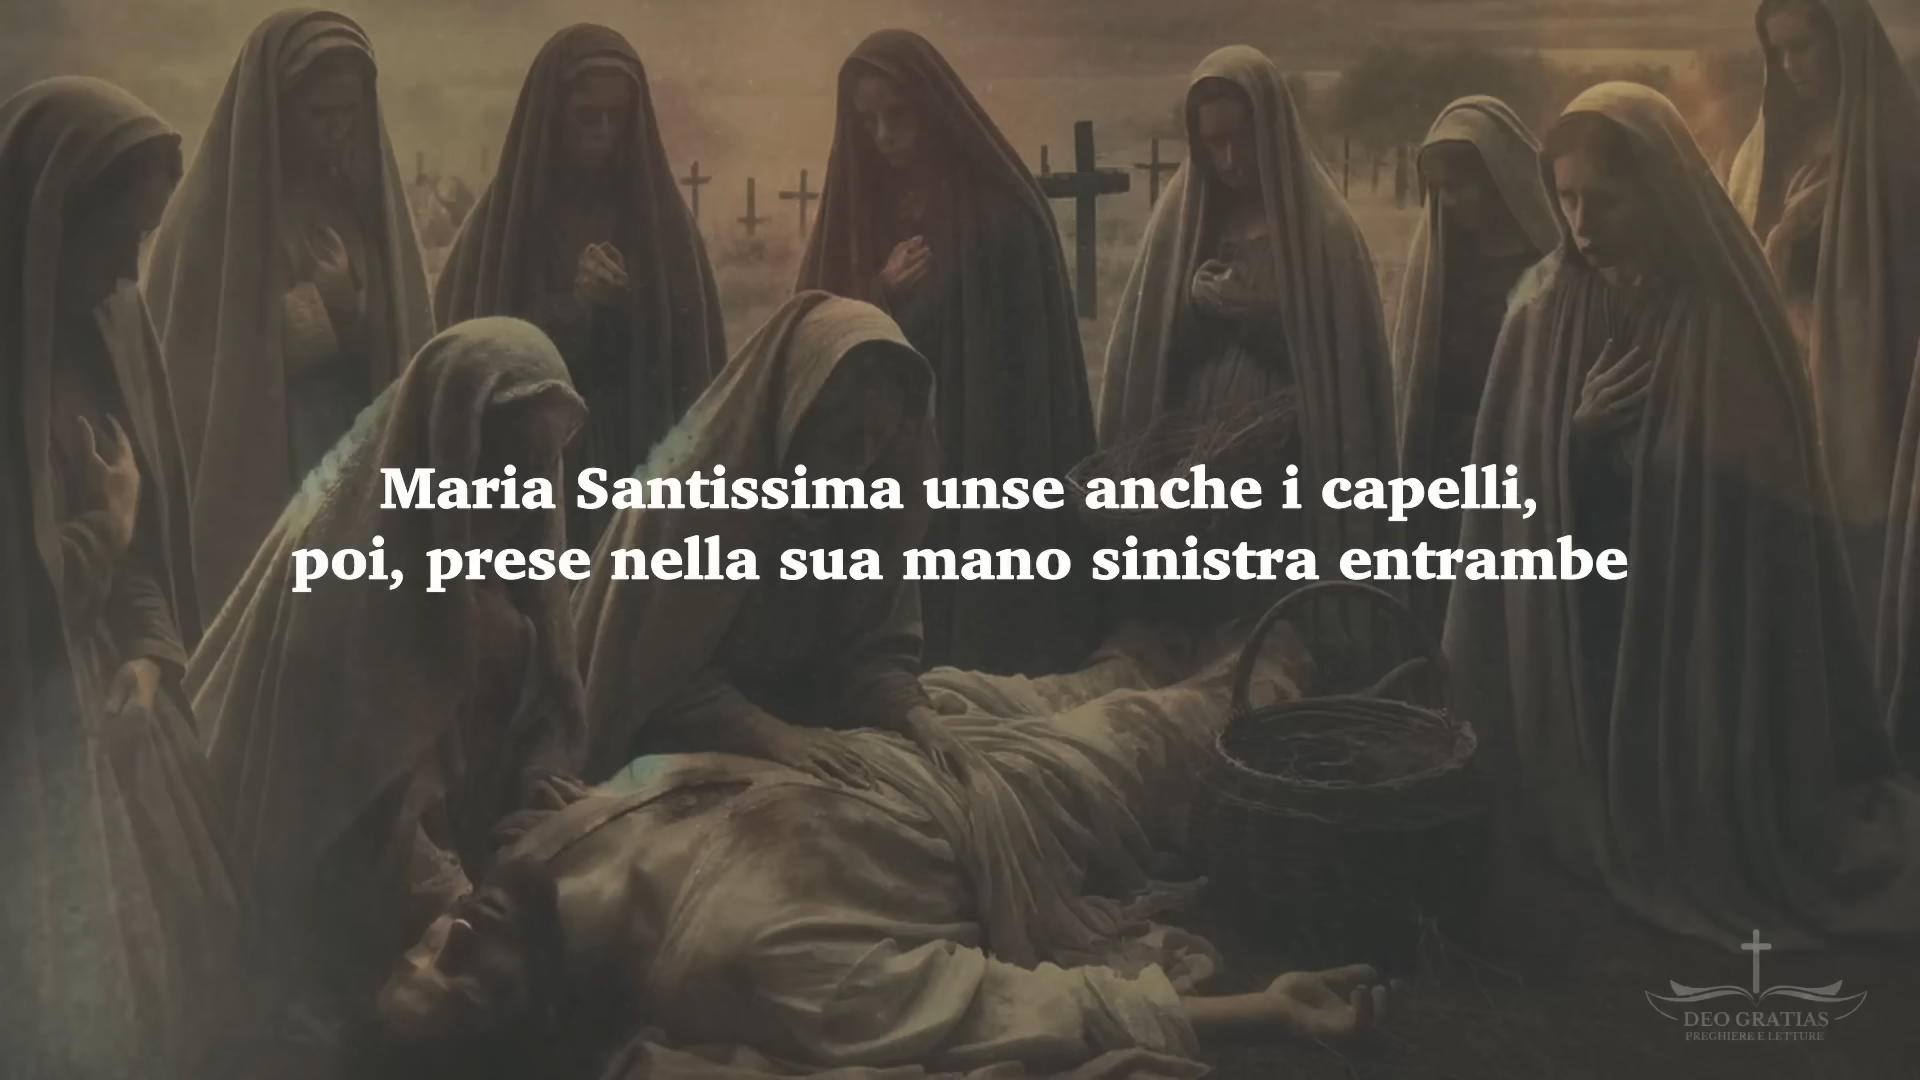 Maria Santissima unse anche i capelli,
poi, prese nella sua mano sinistra entrambe
DEO GRATIAS
PREGHIERE E LETTURE